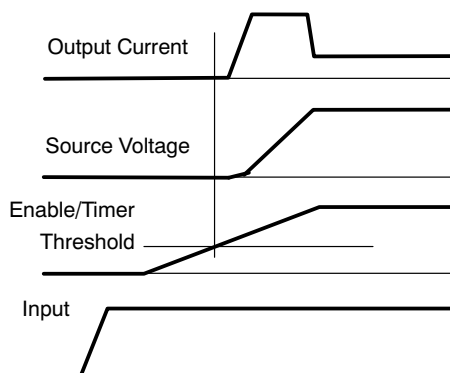 Output Current
Source Voltage
Enable/Timer
Threshold
Input